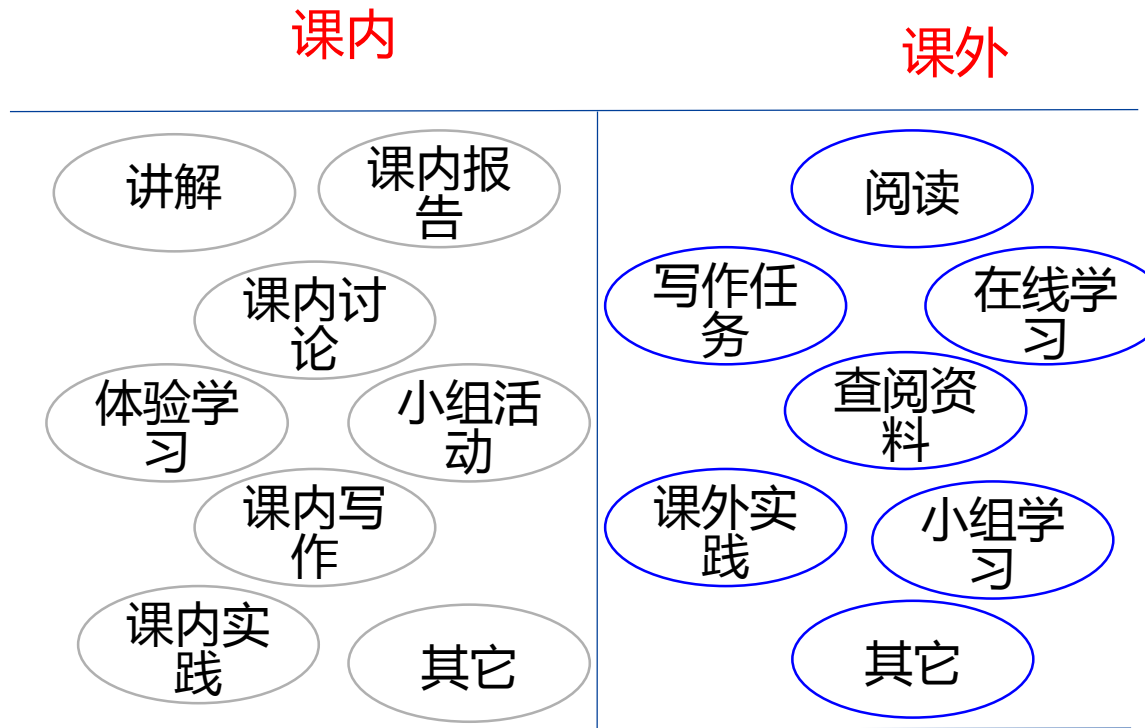 课内
课外
讲解
课内报
告
课内讨
论
体验学
习
小组活
动
课内写
作
课内实
践
其它
阅读
写作任
务
在线学
习
查阅资
料
课外实
践
小组学
习
其它